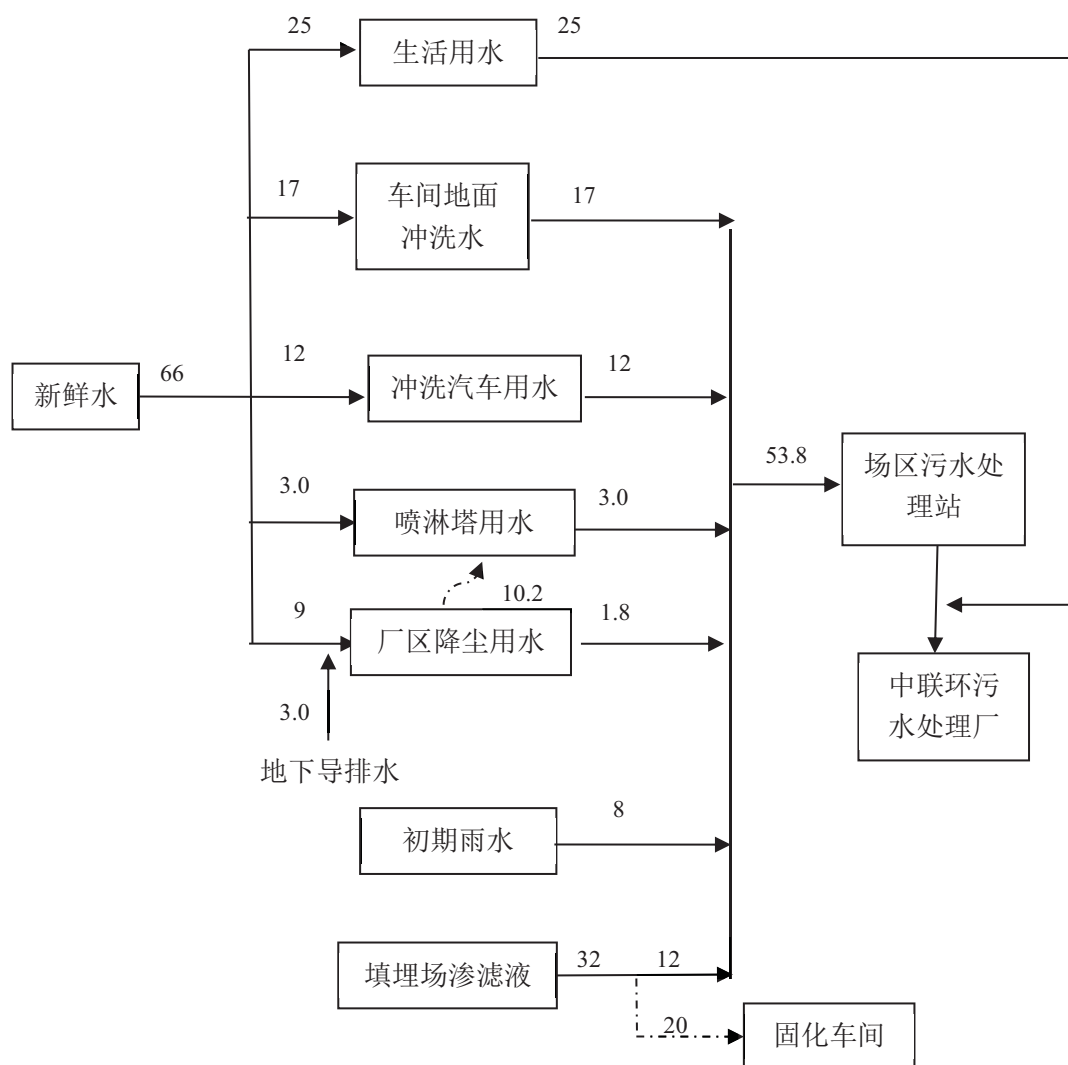 25
生活用水
25
17
车间地面
冲洗水
17
新鲜水
66
12
冲洗汽车用水
12
53.8
场区污水处
理站
3.0
喷淋塔用水
3.0
10.2
9
厂区降尘用水
1.8
3.0
地下导排水
中联环污
水处理厂
初期雨水
8
填埋场渗滤液
32
12
20
固化车间